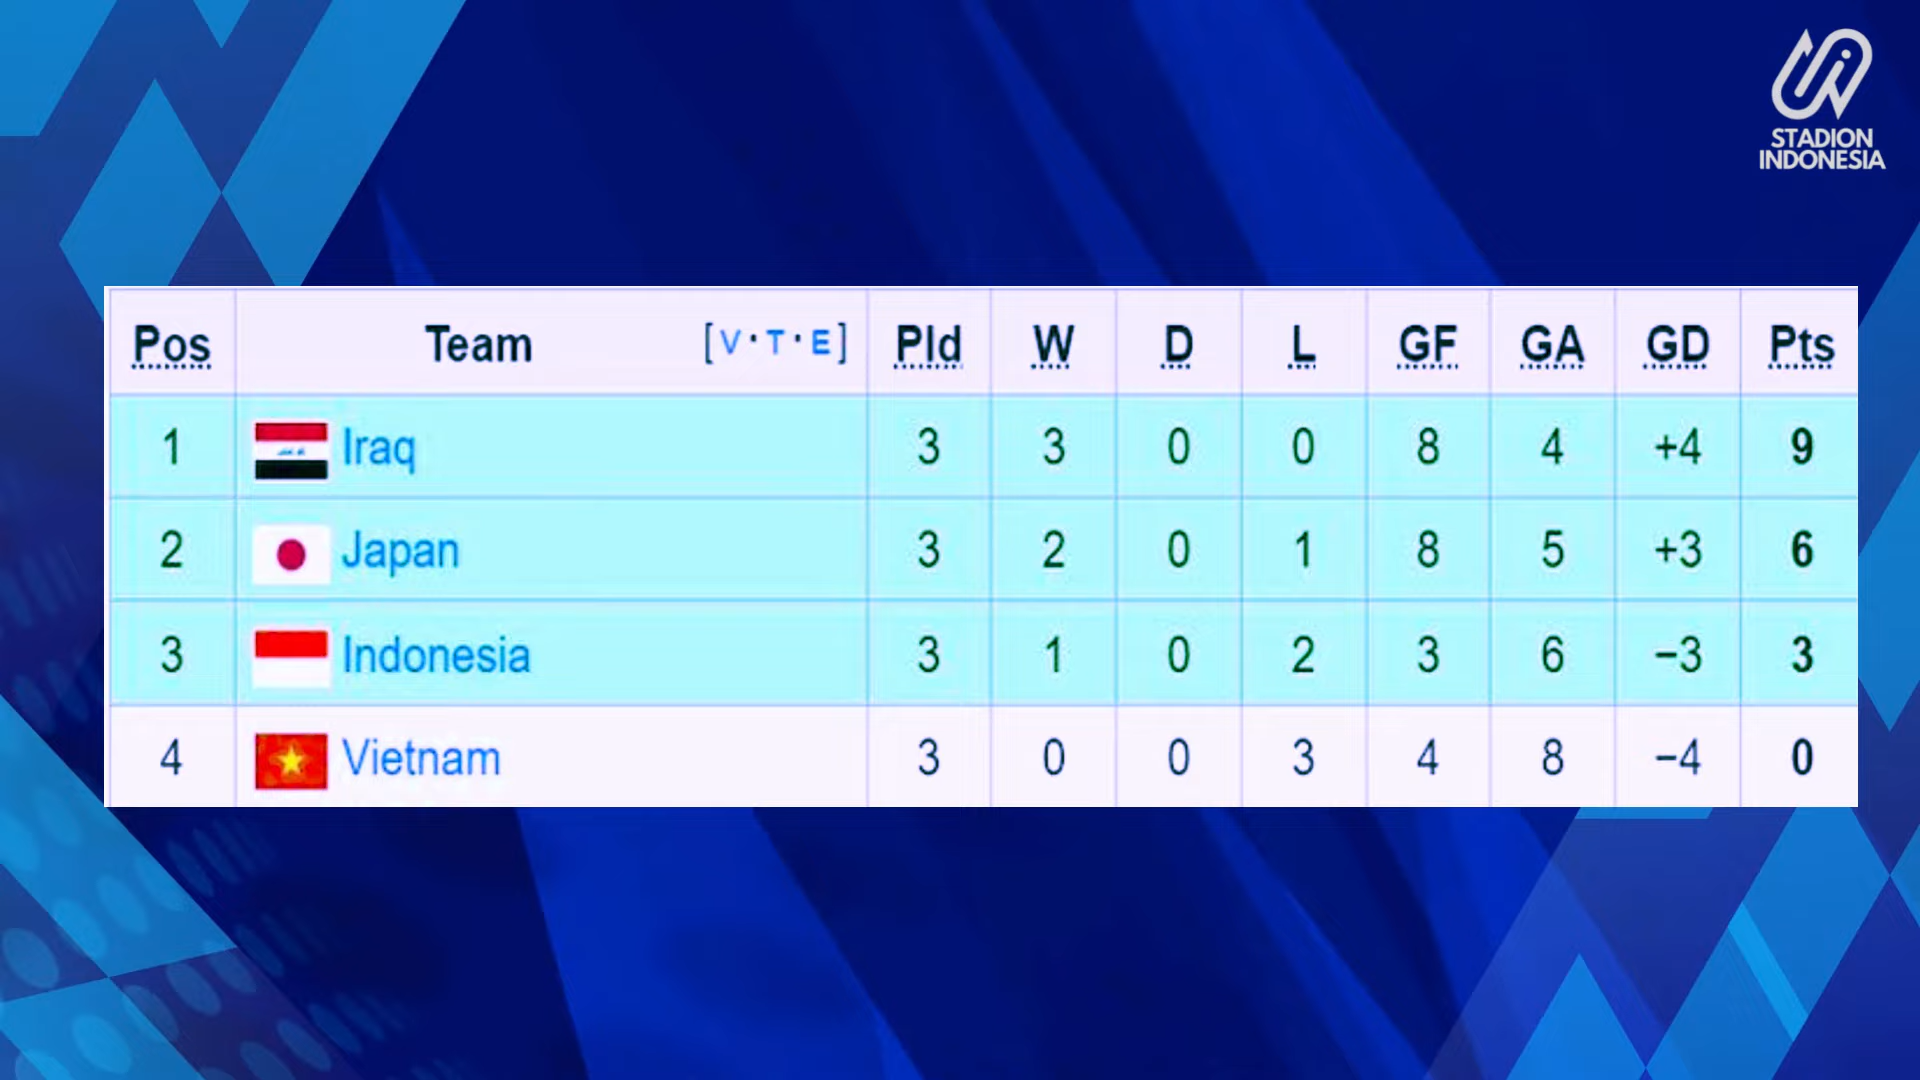 STADION
INDONESIA
Pos Team [V·T·E] Pld W D L GF GA GD Pts
1 Iraq 3 3 0 0 8 4 +4 9
2 Japan 3 2 0 1 8 5 +3 6
3 Indonesia 3 1 0 2 3 6 −3 3
4 Vietnam 3 0 0 3 4 8 −4 0